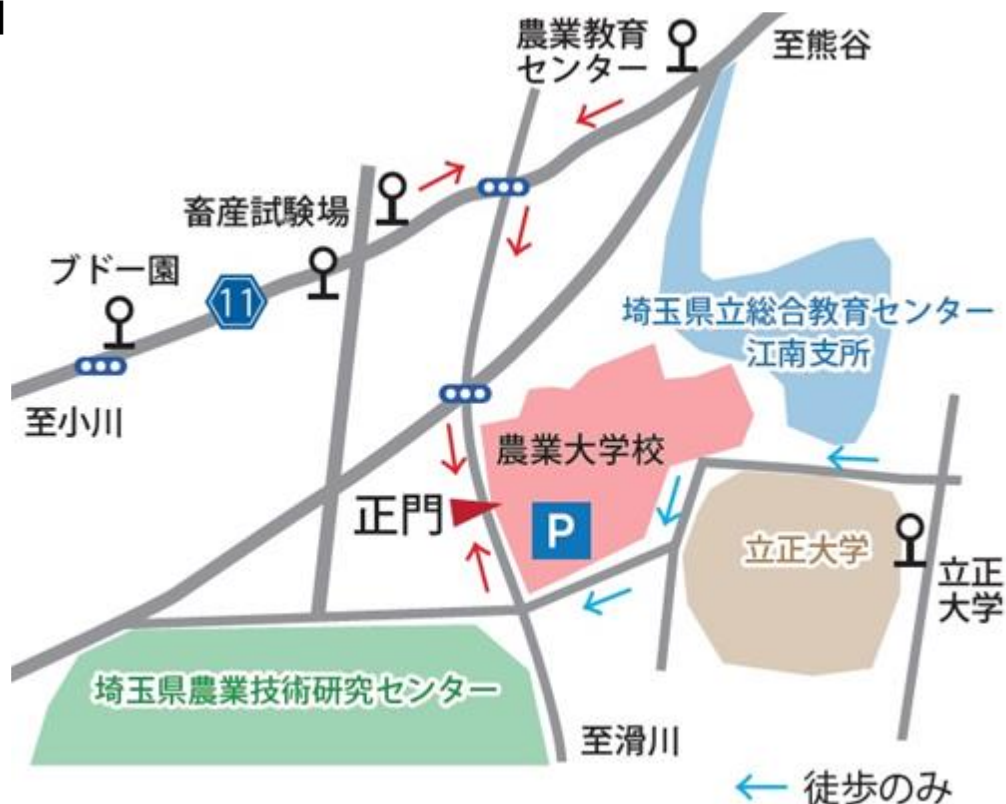 農業教育
センター
至熊谷
畜産試験場
ブドー園
11
埼玉県立総合教育センター
江南支所
至小川
農業大学校
正門
P
立正大学
立正
大学
埼玉県農業技術研究センター
至滑川
徒歩のみ